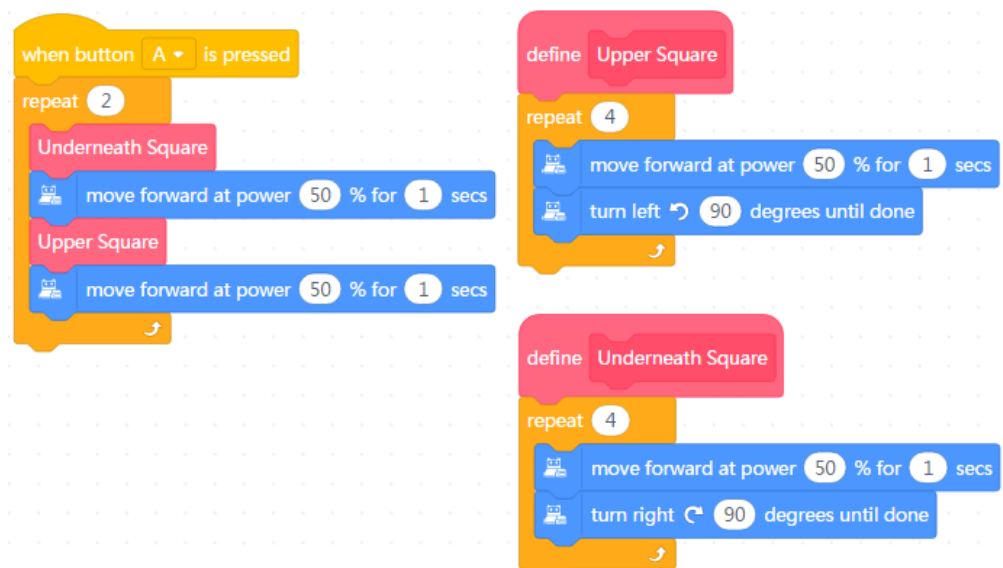 when button A is pressed
repeat 2
Underneath Square
move forward at power 50 % for 1 secs
Upper Square
move forward at power 50 % for 1 secs
define Upper Square
repeat 4
move forward at power 50 % for 1 secs
turn left 90 degrees until done
define Underneath Square
repeat 4
move forward at power 50 % for 1 secs
turn right 90 degrees until done